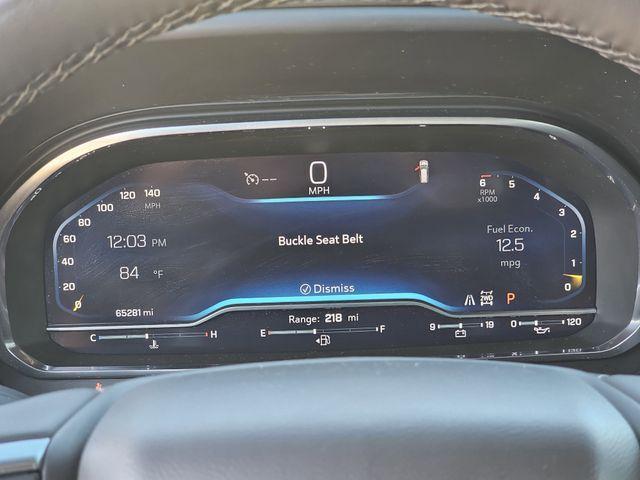 -- 0 MPH
120 140
MPH
100
80
60
40
20
0
12:03 PM
84 °F
65281 mi
Buckle Seat Belt
Dismiss
6 5
RPM
x1000
4
3
2
1
0
Fuel Econ.
12.5
mpg
2WD P
Range: 218 mi
C H E F 9 19 0 120